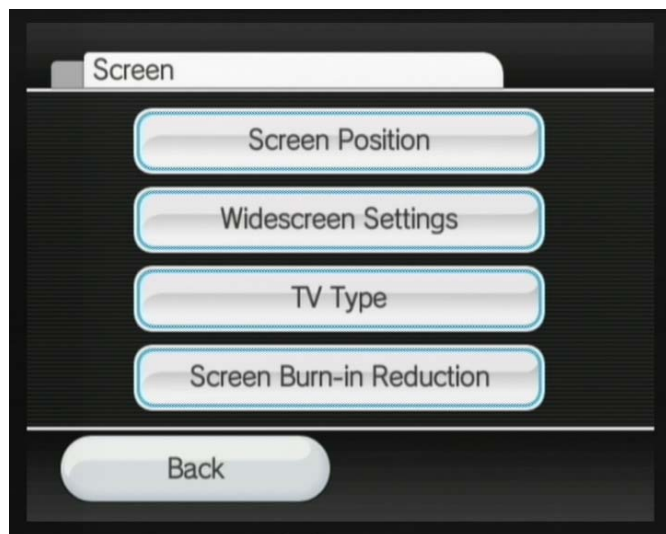 Screen
Screen Position
Widescreen Settings
TV Type
Screen Burn-in Reduction
Back